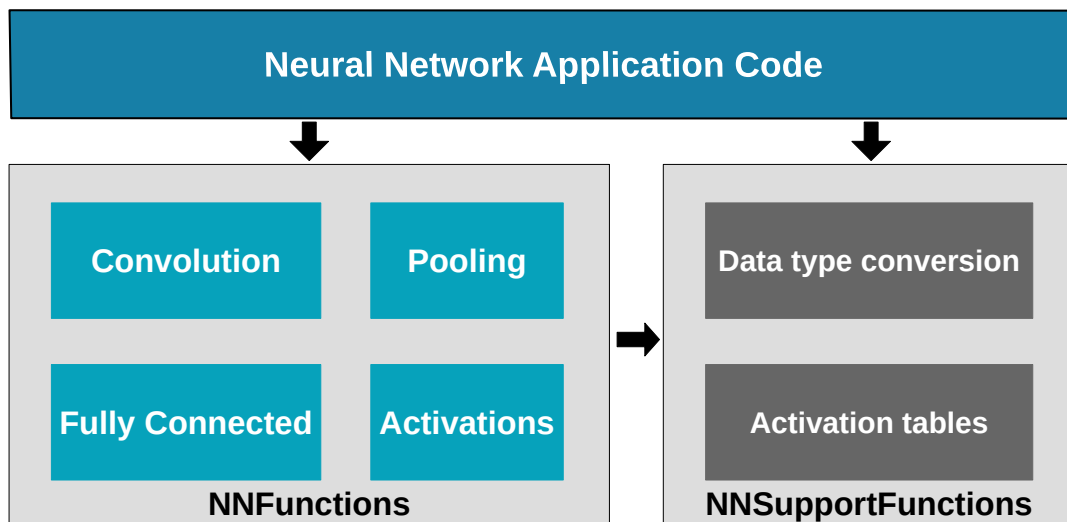 Neural Network Application Code
Convolution
Pooling
Fully Connected
Activations
NNFunctions
Data type conversion
Activation tables
NNSupportFunctions